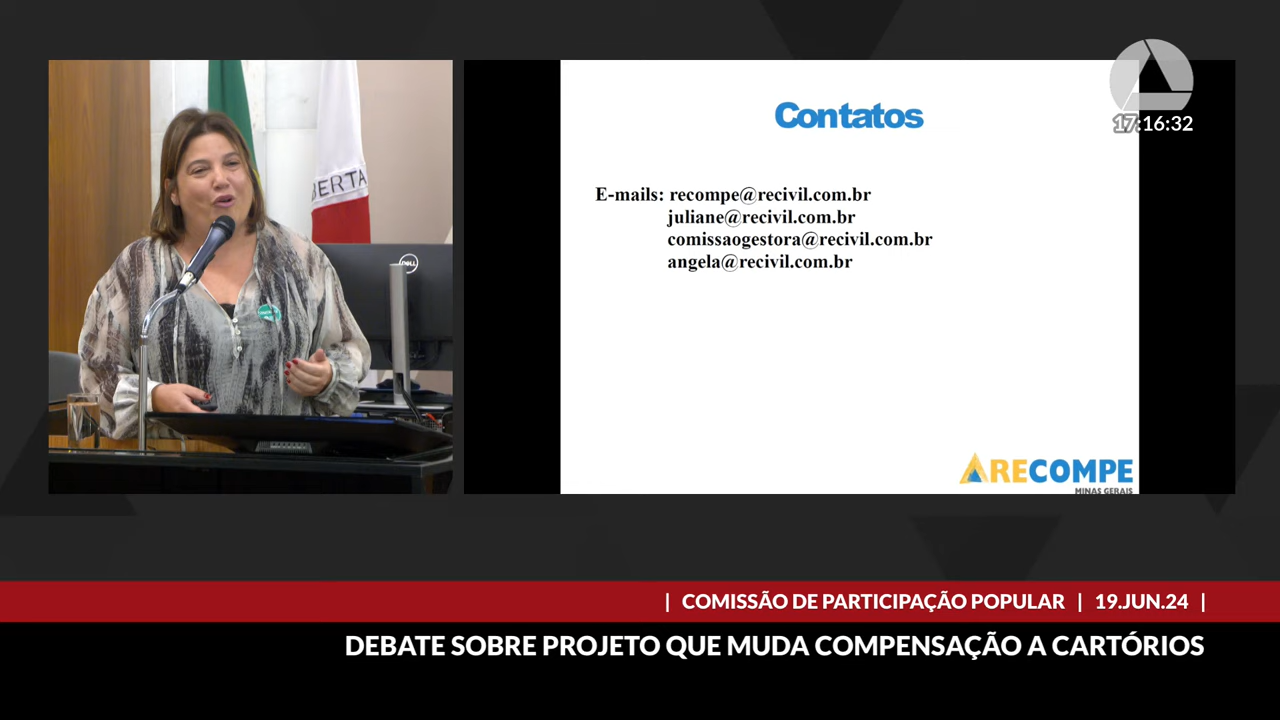 17:16:32
BERTA
DELL
Contatos
E-mails: recompe@recivil.com.br
juliane@recivil.com.br
comissaogestora@recivil.com.br
angela@recivil.com.br
RECOMPE
MINAS GERAIS
| COMISSÃO DE PARTICIPAÇÃO POPULAR | 19.JUN.24 |
DEBATE SOBRE PROJETO QUE MUDA COMPENSAÇÃO A CARTÓRIOS